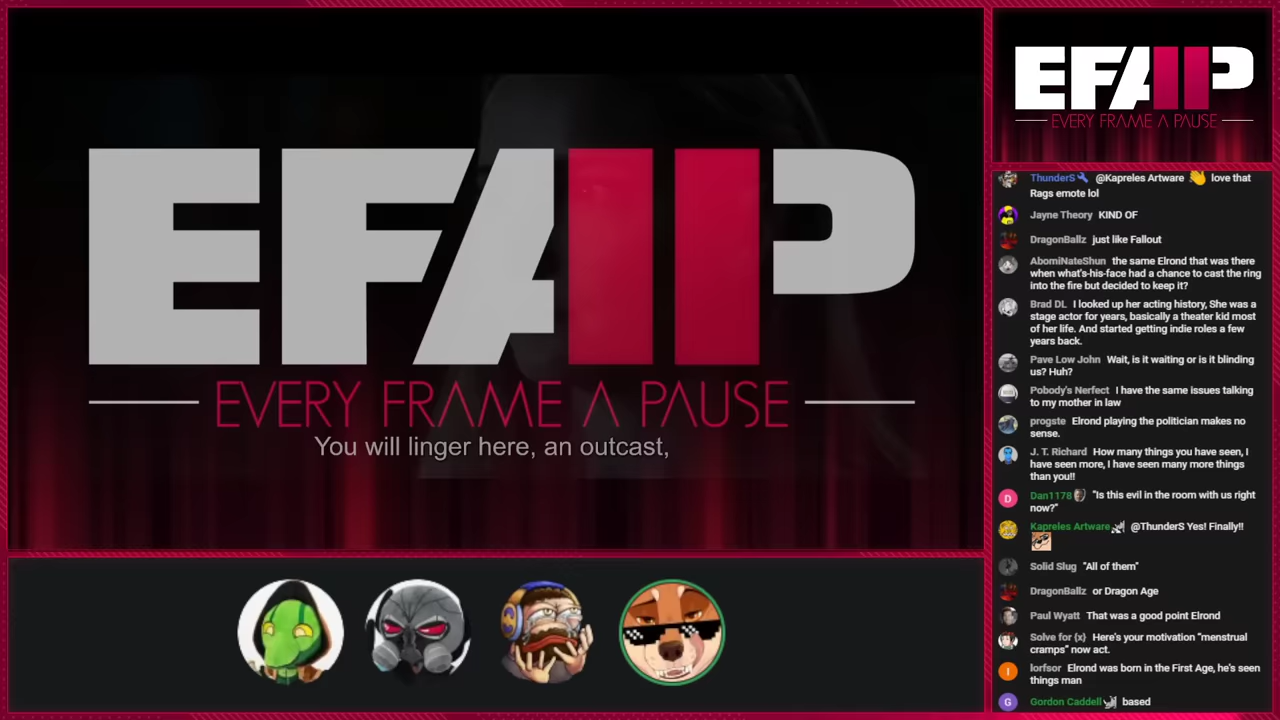 EFAP
EVERY FRAME A PAUSE
You will linger here, an outcast,
EFAP
EVERY FRAME A PAUSE
ThunderS @Kapreles Artware 👋 love that
Rags emote lol
Jayne Theory KIND OF
DragonBallz just like Fallout
AbomiNateShun the same Elrond that was there
when what's-his-face had a chance to cast the ring
into the fire but decided to keep it?
Brad DL I looked up her acting history, She was a
stage actor for years, basically a theater kid most
of her life. And started getting indie roles a few
years back.
Pave Low John Wait, is it waiting or is it blinding
us? Huh?
Pobody's Nerfect I have the same issues talking
to my mother in law
progste Elrond playing the politician makes no
sense.
J. T. Richard How many things you have seen, I
have seen more, I have seen many more things
than you!!
D
Dan1178 "Is this evil in the room with us right
now?"
Kapreles Artware @ThunderS Yes! Finally!!
Solid Slug "All of them"
DragonBallz or Dragon Age
Paul Wyatt That was a good point Elrond
Solve for {x} Here's your motivation "menstrual
cramps" now act.
I
lorfsor Elrond was born in the First Age, he's seen
things man
G
Gordon Caddell based